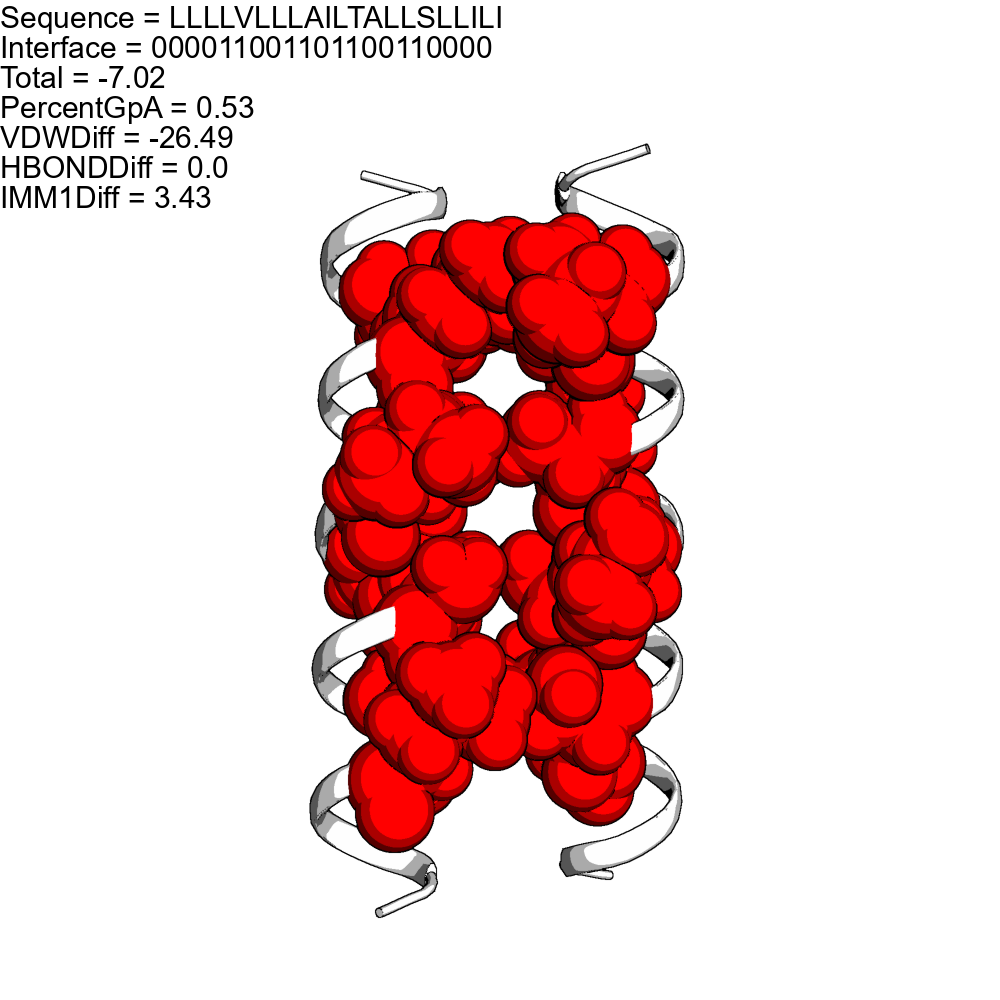 Sequence = LLLLVLLLAILTALLSLLILI
Interface = 000011001101100110000
Total = -7.02
PercentGpA = 0.53
VDWDiff = -26.49
HBONDDiff = 0.0
IMM1Diff = 3.43